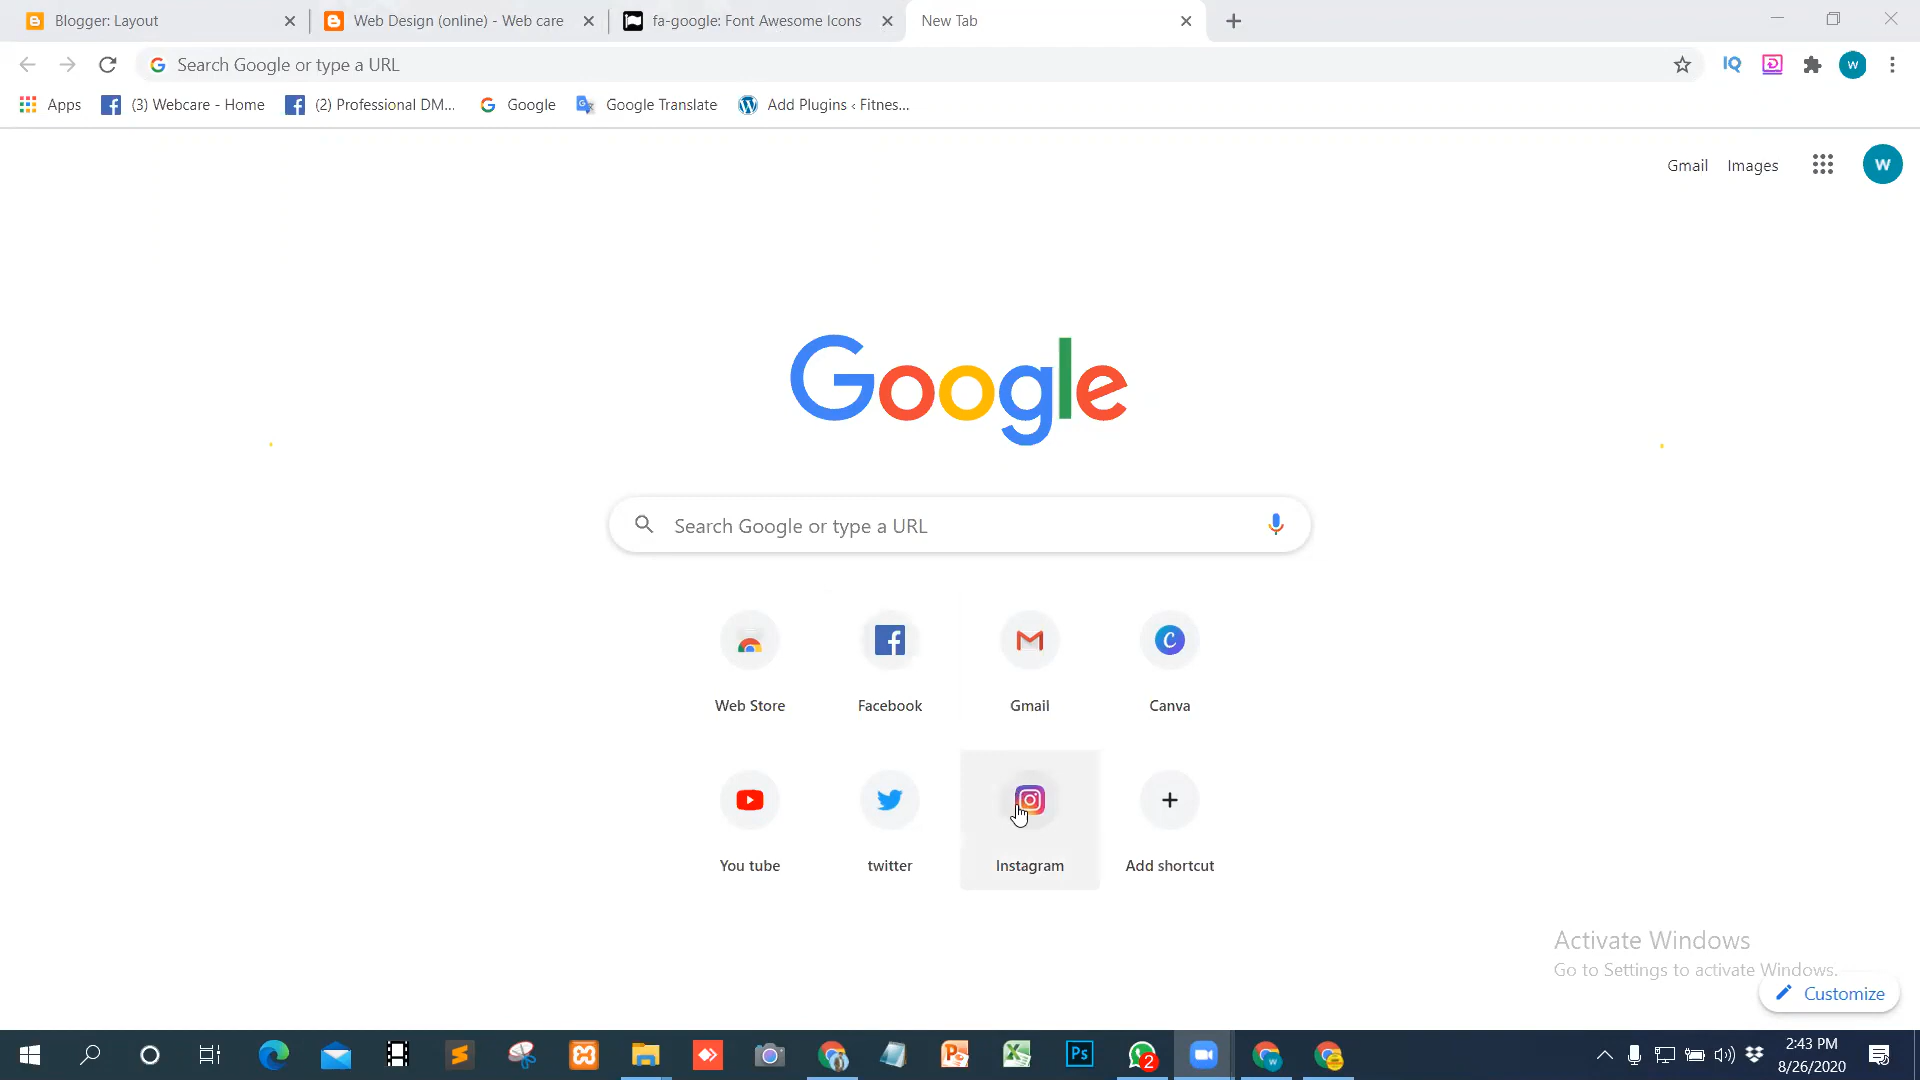 Blogger: Layout
Web Design (online) - Web care
fa-google: Font Awesome Icons
New Tab
Search Google or type a URL
IQ
w
Apps
(3) Webcare - Home
(2) Professional DM...
Google
Google Translate
Add Plugins ‹ Fitnes...
Gmail
Images
W
Google
Search Google or type a URL
Web Store
Facebook
Gmail
Canva
You tube
twitter
Instagram
Add shortcut
Activate Windows
Go to Settings to activate Windows.
Customize
Ps
2
2:43 PM
8/26/2020